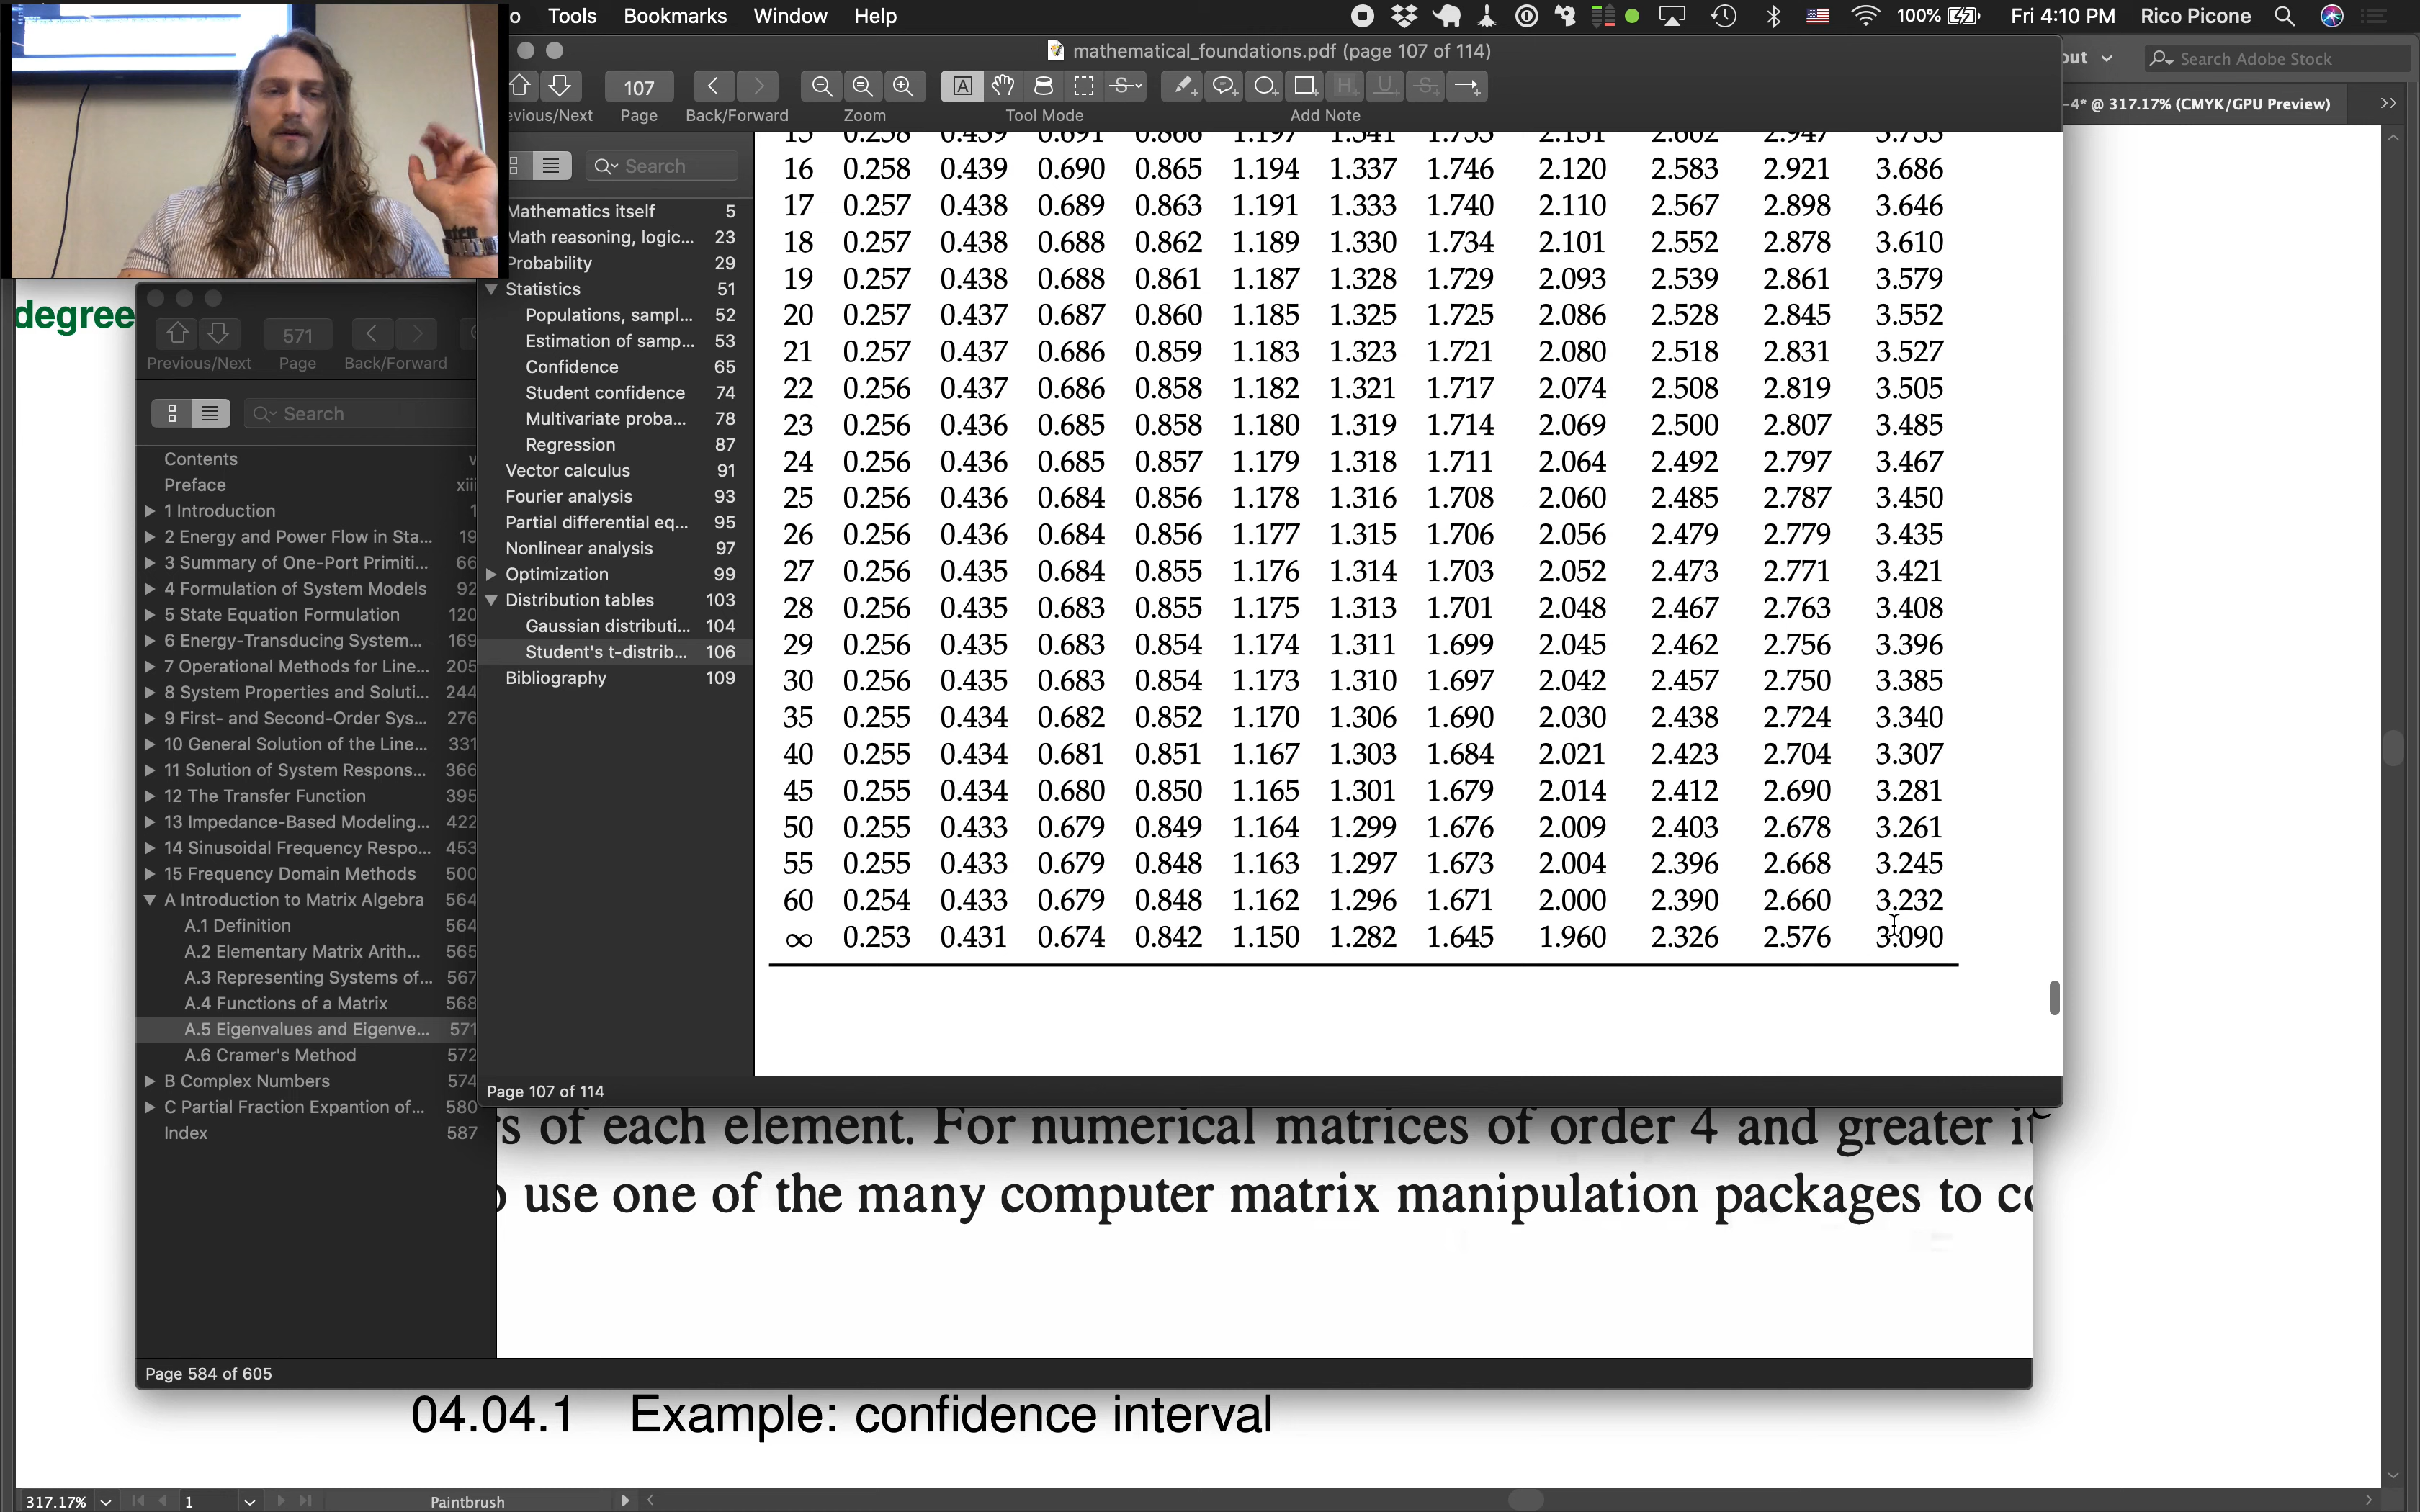 Tools Bookmarks Window Help
100% Fri 4:10 PM Rico Picone
mathematical_foundations.pdf (page 107 of 114)
107
Page Back/Forward Zoom Tool Mode Add Note
Search Adobe Stock
-4* @ 317.17% (CMYK/GPU Preview)
Search
Mathematics itself 5
Math reasoning, logic... 23
Probability 29
Statistics 51
Populations, sampl... 52
Estimation of samp... 53
Confidence 65
Student confidence 74
Multivariate proba... 78
Regression 87
Vector calculus 91
Fourier analysis 93
Partial differential eq... 95
Nonlinear analysis 97
Optimization 99
Distribution tables 103
Gaussian distributi... 104
Student's t-distrib... 106
Bibliography 109
16 0.258 0.439 0.690 0.865 1.194 1.337 1.746 2.120 2.583 2.921 3.686
17 0.257 0.438 0.689 0.863 1.191 1.333 1.740 2.110 2.567 2.898 3.646
18 0.257 0.438 0.688 0.862 1.189 1.330 1.734 2.101 2.552 2.878 3.610
19 0.257 0.438 0.688 0.861 1.187 1.328 1.729 2.093 2.539 2.861 3.579
20 0.257 0.437 0.687 0.860 1.185 1.325 1.725 2.086 2.528 2.845 3.552
21 0.257 0.437 0.686 0.859 1.183 1.323 1.721 2.080 2.518 2.831 3.527
22 0.256 0.437 0.686 0.858 1.182 1.321 1.717 2.074 2.508 2.819 3.505
23 0.256 0.436 0.685 0.858 1.180 1.319 1.714 2.069 2.500 2.807 3.485
24 0.256 0.436 0.685 0.857 1.179 1.318 1.711 2.064 2.492 2.797 3.467
25 0.256 0.436 0.684 0.856 1.178 1.316 1.708 2.060 2.485 2.787 3.450
26 0.256 0.436 0.684 0.856 1.177 1.315 1.706 2.056 2.479 2.779 3.435
27 0.256 0.435 0.684 0.855 1.176 1.314 1.703 2.052 2.473 2.771 3.421
28 0.256 0.435 0.683 0.855 1.175 1.313 1.701 2.048 2.467 2.763 3.408
29 0.256 0.435 0.683 0.854 1.174 1.311 1.699 2.045 2.462 2.756 3.396
30 0.256 0.435 0.683 0.854 1.173 1.310 1.697 2.042 2.457 2.750 3.385
35 0.255 0.434 0.682 0.852 1.170 1.306 1.690 2.030 2.438 2.724 3.340
40 0.255 0.434 0.681 0.851 1.167 1.303 1.684 2.021 2.423 2.704 3.307
45 0.255 0.434 0.680 0.850 1.165 1.301 1.679 2.014 2.412 2.690 3.281
50 0.255 0.433 0.679 0.849 1.164 1.299 1.676 2.009 2.403 2.678 3.261
55 0.255 0.433 0.679 0.848 1.163 1.297 1.673 2.004 2.396 2.668 3.245
60 0.254 0.433 0.679 0.848 1.162 1.296 1.671 2.000 2.390 2.660 3.232
∞ 0.253 0.431 0.674 0.842 1.150 1.282 1.645 1.960 2.326 2.576 3.090
Page 107 of 114
degree
571
Previous/Next Page Back/Forward
Search
Contents v
Preface xiii
1 Introduction 1
2 Energy and Power Flow in Sta... 19
3 Summary of One-Port Primiti... 66
4 Formulation of System Models 92
5 State Equation Formulation 120
6 Energy-Transducing System... 169
7 Operational Methods for Line... 205
8 System Properties and Soluti... 244
9 First- and Second-Order Sys... 276
10 General Solution of the Line... 331
11 Solution of System Respons... 366
12 The Transfer Function 395
13 Impedance-Based Modeling... 422
14 Sinusoidal Frequency Respo... 453
15 Frequency Domain Methods 500
A Introduction to Matrix Algebra 564
A.1 Definition 564
A.2 Elementary Matrix Arith... 565
A.3 Representing Systems of... 567
A.4 Functions of a Matrix 568
A.5 Eigenvalues and Eigenve... 571
A.6 Cramer's Method 572
B Complex Numbers 574
C Partial Fraction Expantion of... 580
Index 587
s of each element. For numerical matrices of order 4 and greater it
use one of the many computer matrix manipulation packages to co
Page 584 of 605
04.04.1 Example: confidence interval
317.17% 1 Paintbrush